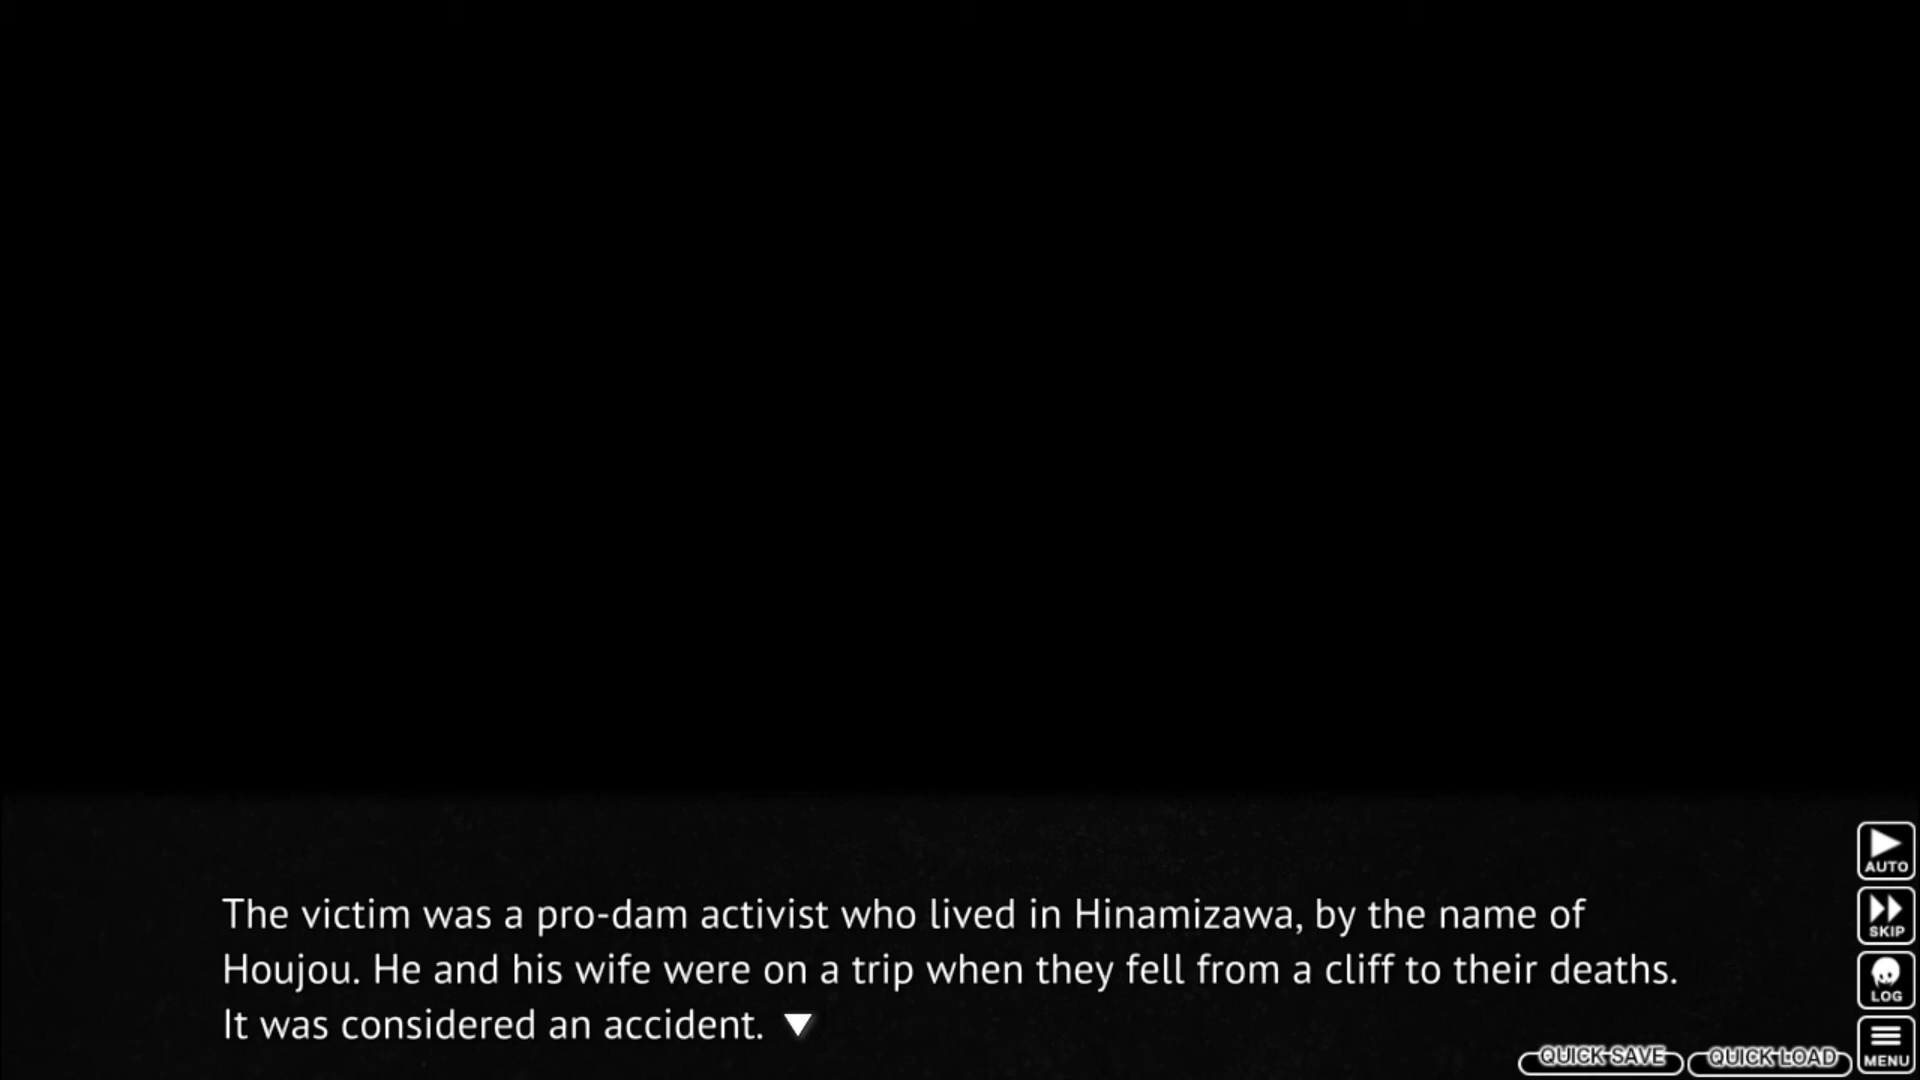 The victim was a pro-dam activist who lived in Hinamizawa, by the name of
Houjou. He and his wife were on a trip when they fell from a cliff to their deaths.
It was considered an accident.
AUTO
SKIP
LOG
MENU
QUICK SAVE
QUICK LOAD